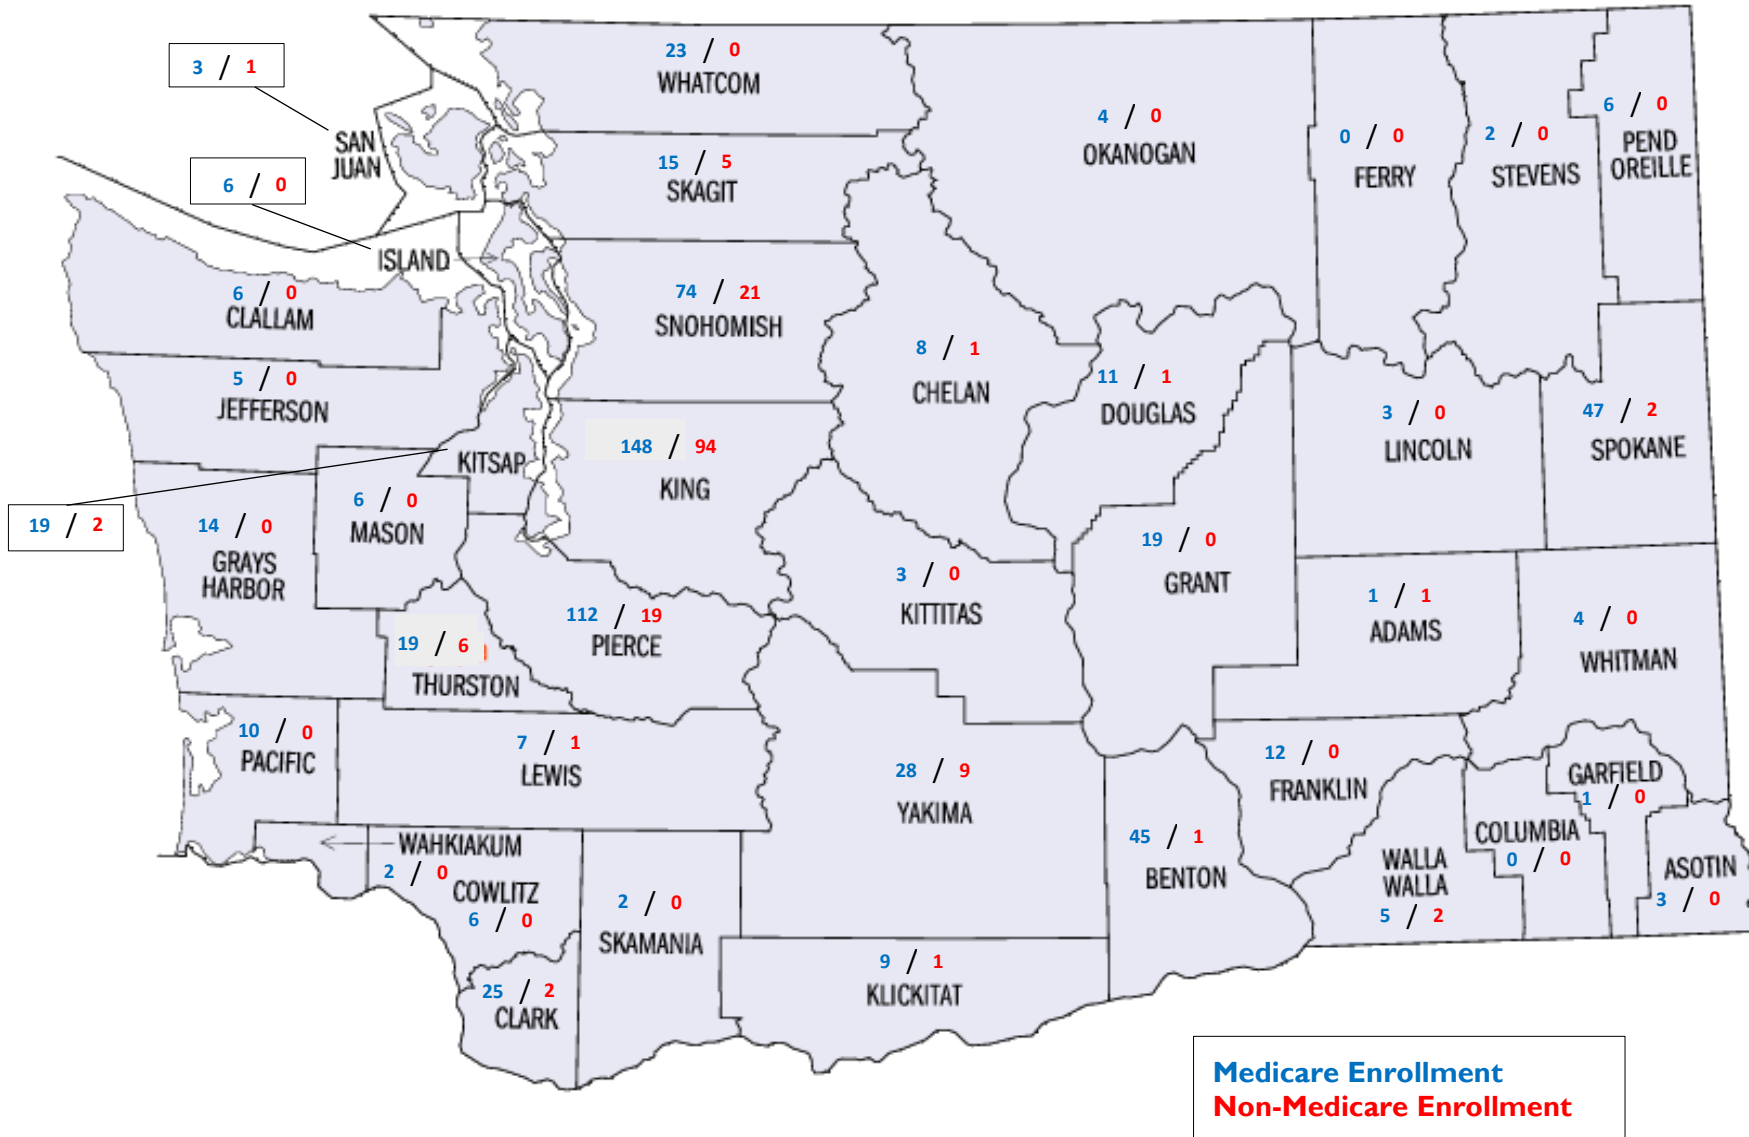 23 / 0
WHATCOM
3 / 1
SAN
JUAN
6 / 0
ISLAND
15 / 5
SKAGIT
4 / 0
OKANOGAN
0 / 0
FERRY
2 / 0
STEVENS
6 / 0
PEND
OREILLE
6 / 0
CLALLAM
74 / 21
SNOHOMISH
8 / 1
CHELAN
11 / 1
DOUGLAS
5 / 0
JEFFERSON
3 / 0
LINCOLN
47 / 2
SPOKANE
148 / 94
KING
KITSAP
19 / 2
6 / 0
MASON
14 / 0
GRAYS
HARBOR
19 / 0
GRANT
3 / 0
KITTITAS
1 / 1
ADAMS
4 / 0
WHITMAN
112 / 19
PIERCE
19 / 6
THURSTON
10 / 0
PACIFIC
7 / 1
LEWIS
28 / 9
YAKIMA
12 / 0
FRANKLIN
GARFIELD
1 / 0
45 / 1
BENTON
COLUMBIA
0 / 0
WALLA
WALLA
5 / 2
ASOTIN
3 / 0
WAHKIAKUM
2 / 0
COWLITZ
6 / 0
2 / 0
SKAMANIA
9 / 1
KLICKITAT
25 / 2
CLARK
Medicare Enrollment
Non-Medicare Enrollment